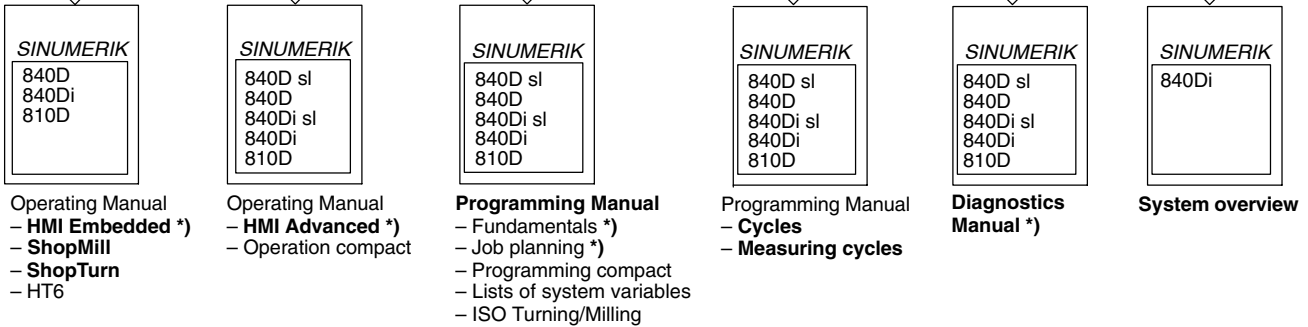 SINUMERIK
840D
840Di
810D
Operating Manual
– HMI Embedded *)
– ShopMill
– ShopTurn
– HT6
SINUMERIK
840D sl
840D
840Di sl
840Di
810D
Operating Manual
– HMI Advanced *)
– Operation compact
SINUMERIK
840D sl
840D
840Di sl
840Di
810D
Programming Manual
– Fundamentals *)
– Job planning *)
– Programming compact
– Lists of system variables
– ISO Turning/Milling
SINUMERIK
840D sl
840D
840Di sl
840Di
810D
Programming Manual
– Cycles
– Measuring cycles
SINUMERIK
840D sl
840D
840Di sl
840Di
810D
Diagnostics
Manual *)
SINUMERIK
840Di
System overview